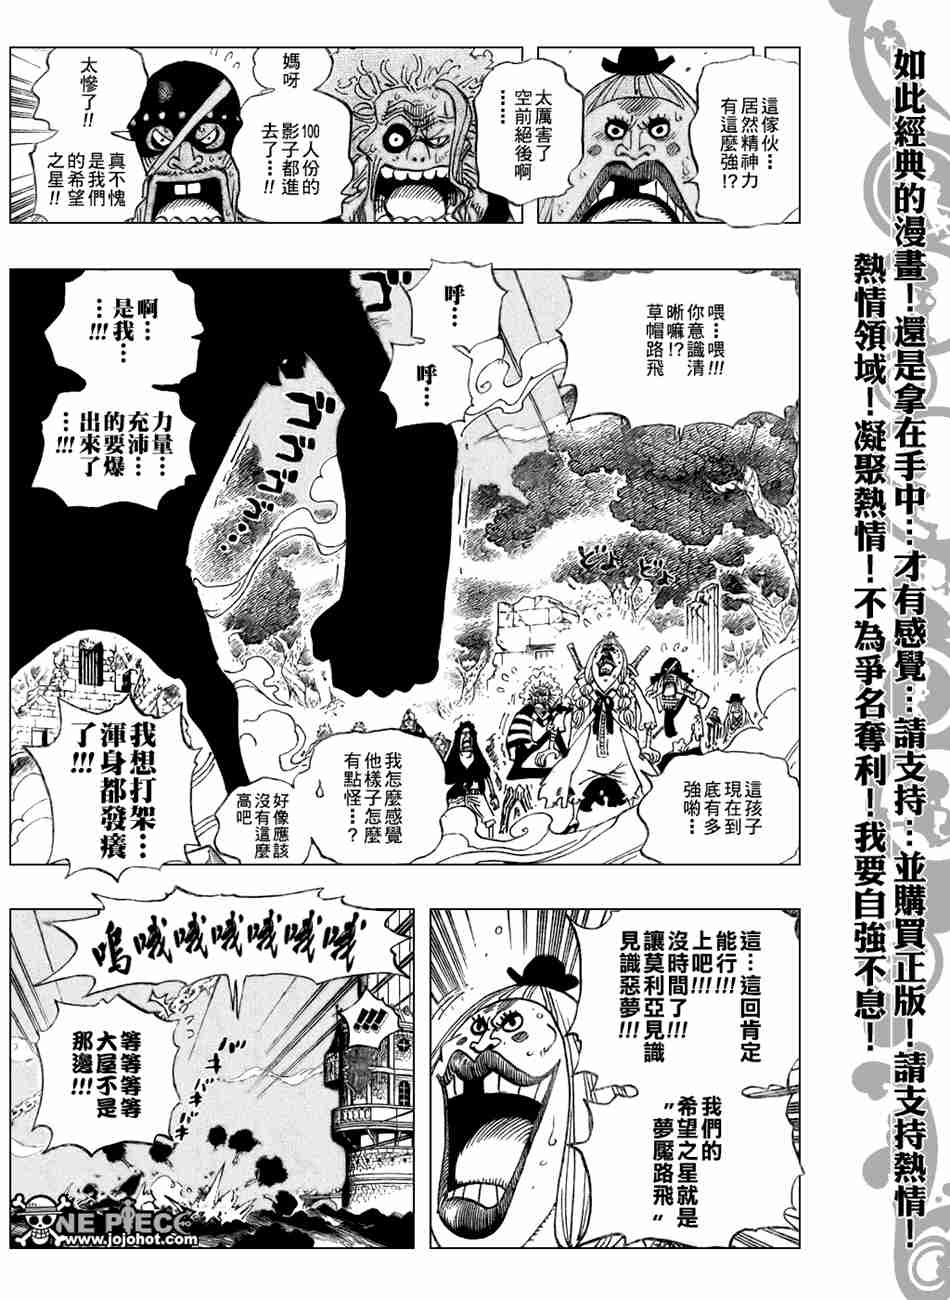 如此經典的漫畫！還是拿在手中…才有感覺…請支持…並購買正版！請支持熱情！
熱情領域！凝聚熱情！不為爭名奪利！我要自強不息！
這傢伙…
居然精神力
有這麼強!?
太厲害了
空前絕後啊
……
媽呀
100人份的
影子都進
去了…!
太慘了!!
真不愧
是我們
的希望
之星!!
喂…喂!!!
你意識清
晰嘛!?
草帽路飛
呼…
呼…
ゴ
ゴゴゴゴ
ゴゴゴ…
啊…
是我…
…!!!
力量…
充沛…
的要爆
出來了
…!!!
どよ
どよ
這孩子
現在到
底有多
強喲…
我怎麼感覺
他樣子怎麼
有點怪…?
好像應該
沒有這麼
高吧
我想打架…
渾身都發癢
了!!!
這…這回肯定
能行!!!
上吧!!!
沒時間了!!!
讓莫利亞見識
見識惡夢!!!
我們的
希望之星就是
〝夢魘路飛〞
!!!
嗚哦哦哦哦哦哦
等等等等
大屋不是
那邊!!!
ONE PIECE
www.jojohot.com